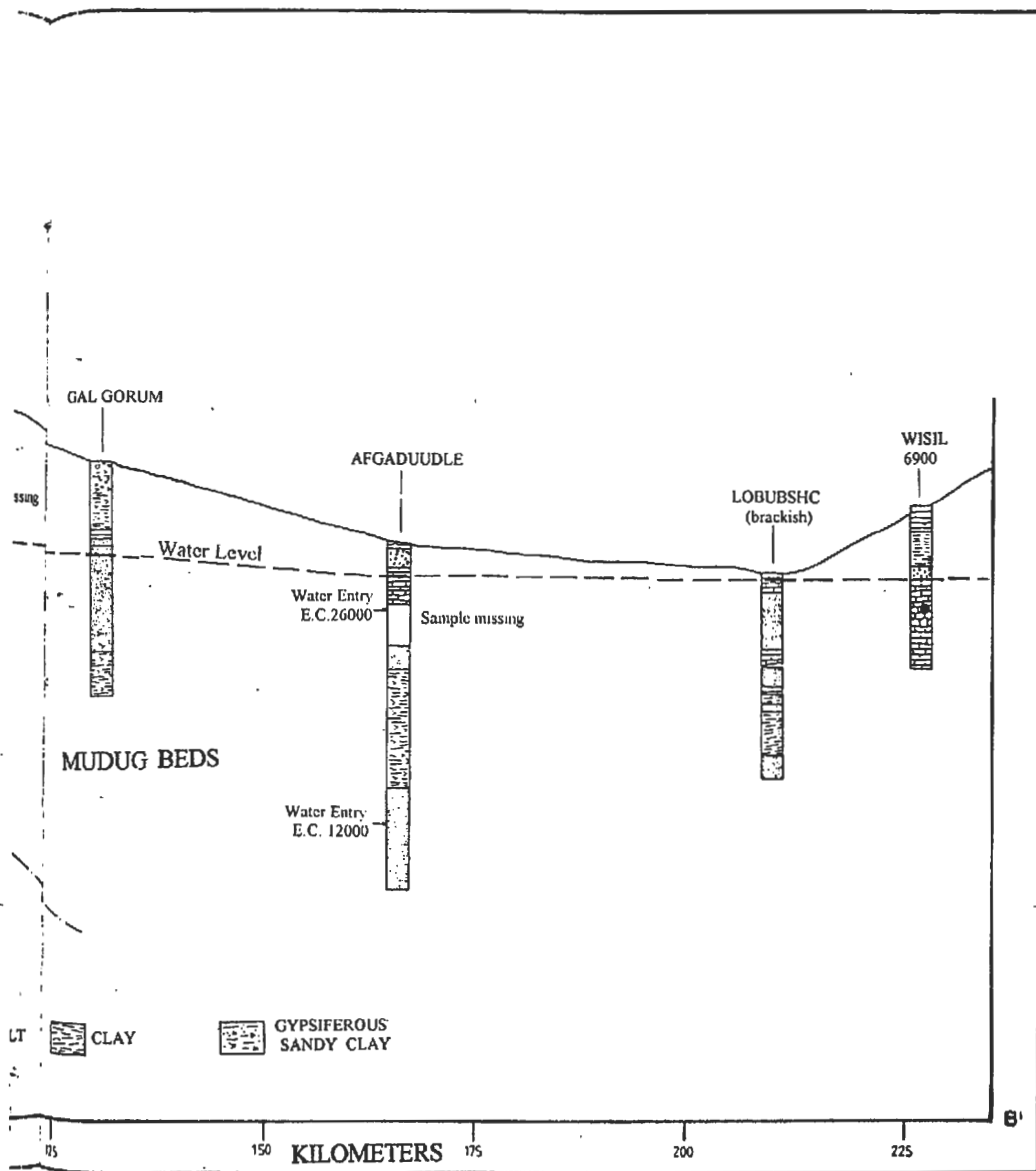 GAL GORUM
AFGADUUDLE
LOBUBSHC
(brackish)
WISIL
6900
ssing
Water Level
Water Entry
E.C.26000
Sample missing
MUDUG BEDS
Water Entry
E.C. 12000
LT
CLAY
GYPSIFEROUS
SANDY CLAY
B'
150
175
200
225
KILOMETERS